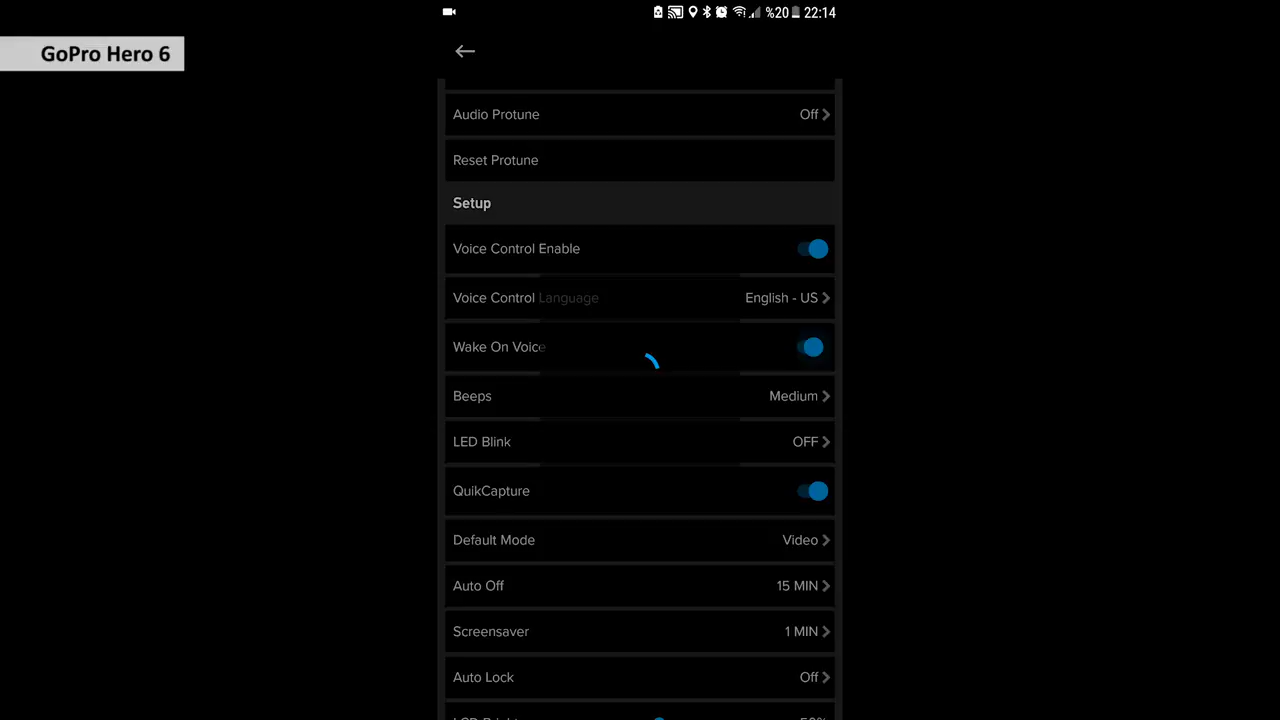 %20 22:14
GoPro Hero 6
Audio Protune Off
Reset Protune
Setup
Voice Control Enable
Voice Control Language English - US
Wake On Voice
Beeps Medium
LED Blink OFF
QuikCapture
Default Mode Video
Auto Off 15 MIN
Screensaver 1 MIN
Auto Lock Off